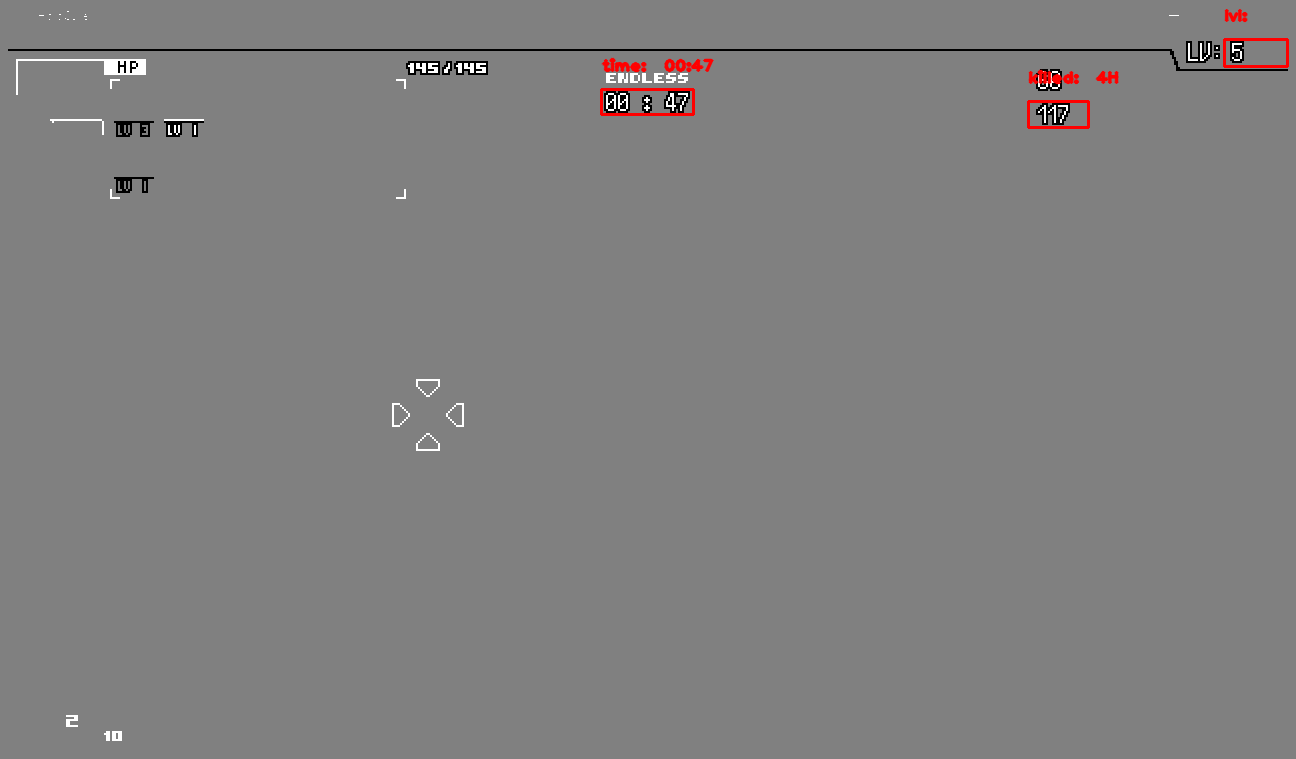 lvl:
LV: 5
HP
145/145
time: 00:47
ENDLESS
00 : 47
killed: 4H
117
LV 3 LV 1
LV 1
2
10